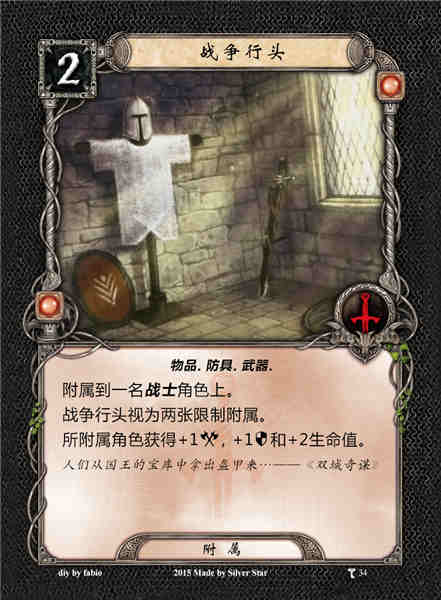 战争行头
2
物品. 防具. 武器.
附属到一名战士角色上。
战争行头视为两张限制附属。
所附属角色获得+1，+1和+2生命值。
人们从国王的宝库中拿出盔甲来…——《双城奇谋》
附属
diy by fabio 2015 Made by Silver Star 34